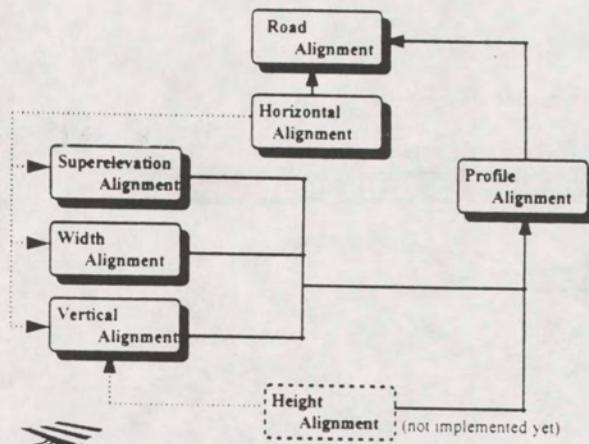 Road
Alignment
Horizontal
Alignment
Superelevation
Alignment
Profile
Alignment
Width
Alignment
Vertical
Alignment
Height
Alignment
(not implemented yet)